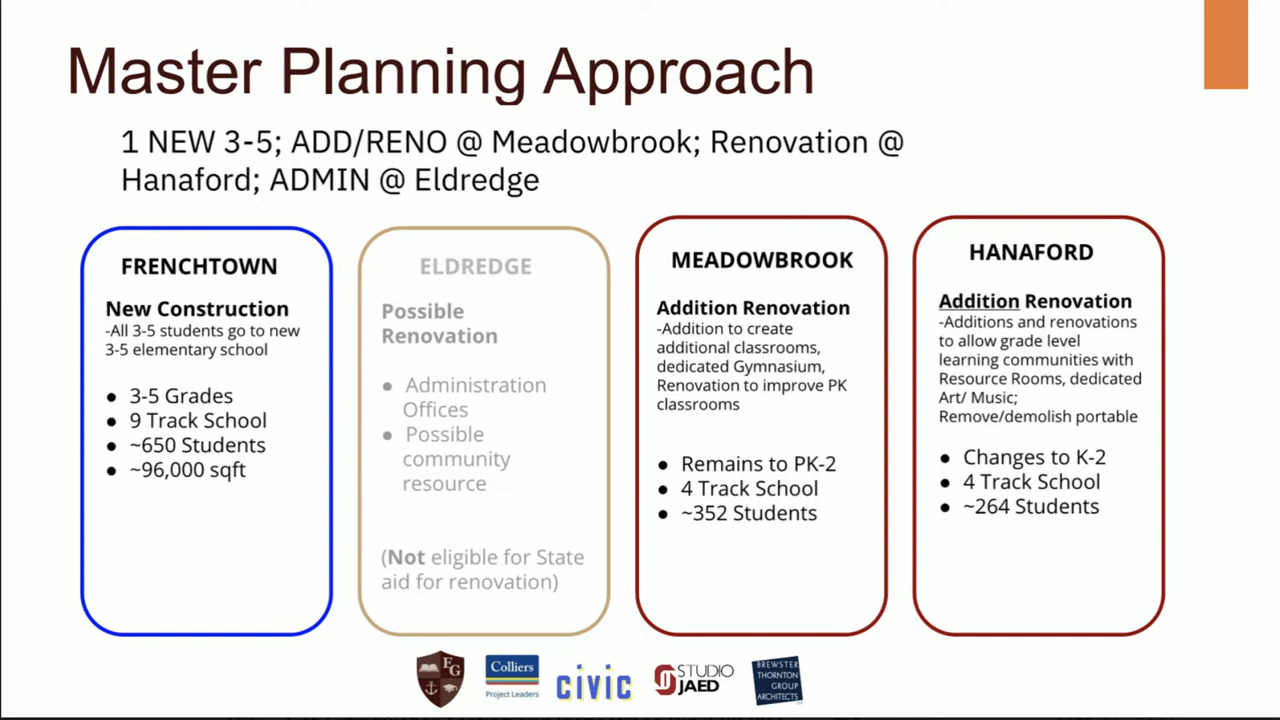 Master Planning Approach
1 NEW 3-5; ADD/RENO @ Meadowbrook; Renovation @
Hanaford; ADMIN @ Eldredge
FRENCHTOWN
New Construction
-All 3-5 students go to new
3-5 elementary school
● 3-5 Grades
● 9 Track School
● ~650 Students
● ~96,000 sqft
ELDREDGE
Possible
Renovation
● Administration
Offices
● Possible
community
resource
(Not eligible for State
aid for renovation)
MEADOWBROOK
Addition Renovation
-Addition to create
additional classrooms,
dedicated Gymnasium,
Renovation to improve PK
classrooms
● Remains to PK-2
● 4 Track School
● ~352 Students
HANAFORD
Addition Renovation
-Additions and renovations
to allow grade level
learning communities with
Resource Rooms, dedicated
Art/ Music;
Remove/demolish portable
● Changes to K-2
● 4 Track School
● ~264 Students
EG
Colliers
Project Leaders
civic
STUDIO
JAED
BREWSTER
THORNTON
GROUP
ARCHITECTS